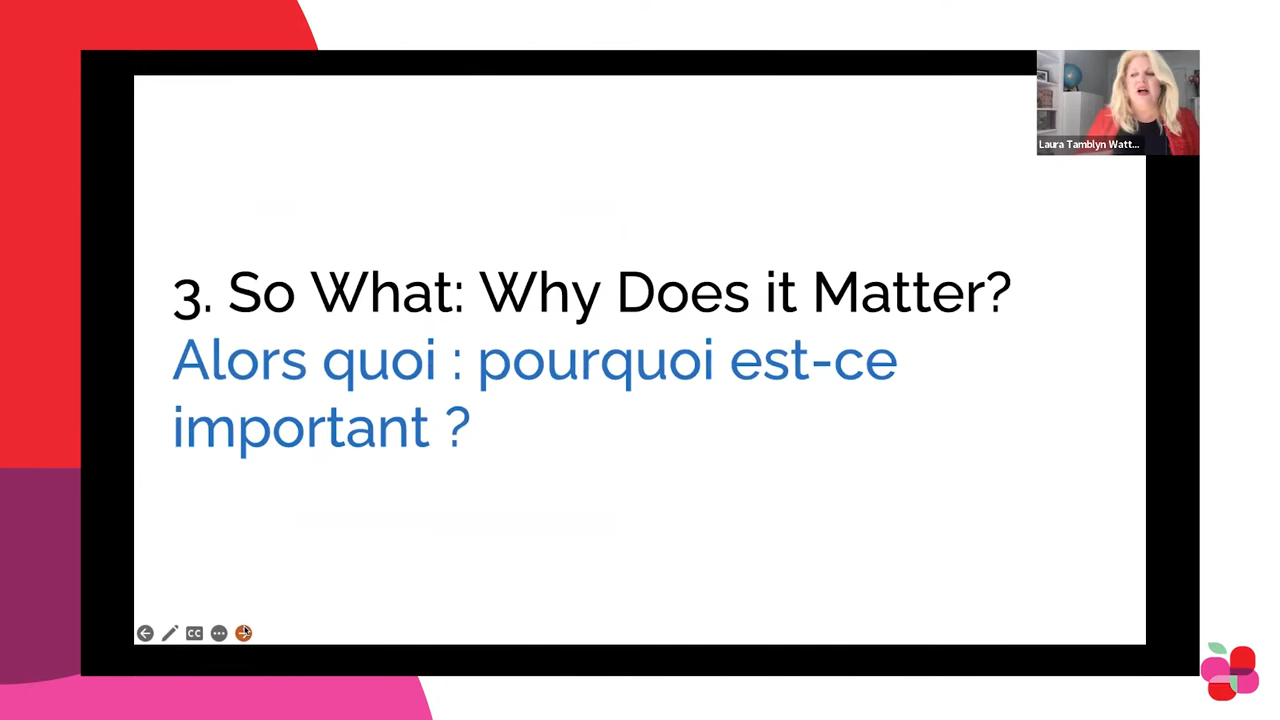 Laura Tamblyn Watt...
3. So What: Why Does it Matter?
Alors quoi : pourquoi est-ce
important ?
CC